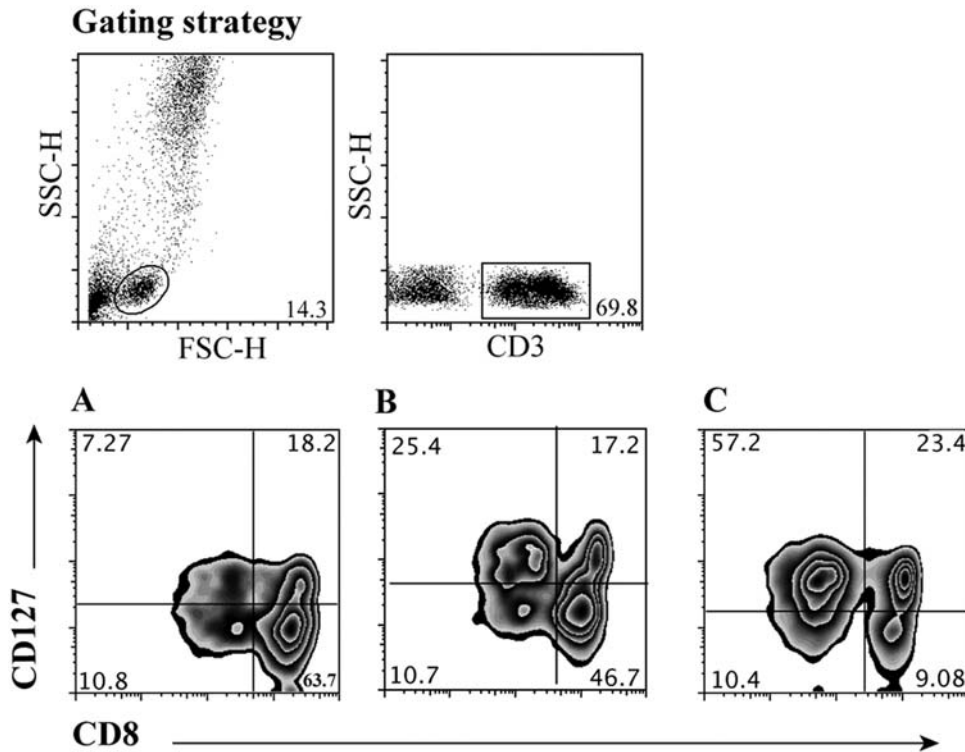 Gating strategy
SSC-H
14.3
FSC-H
SSC-H
69.8
CD3
A
7.27 18.2
10.8 63.7
B
25.4 17.2
10.7 46.7
C
57.2 23.4
10.4 9.08
CD127
CD8